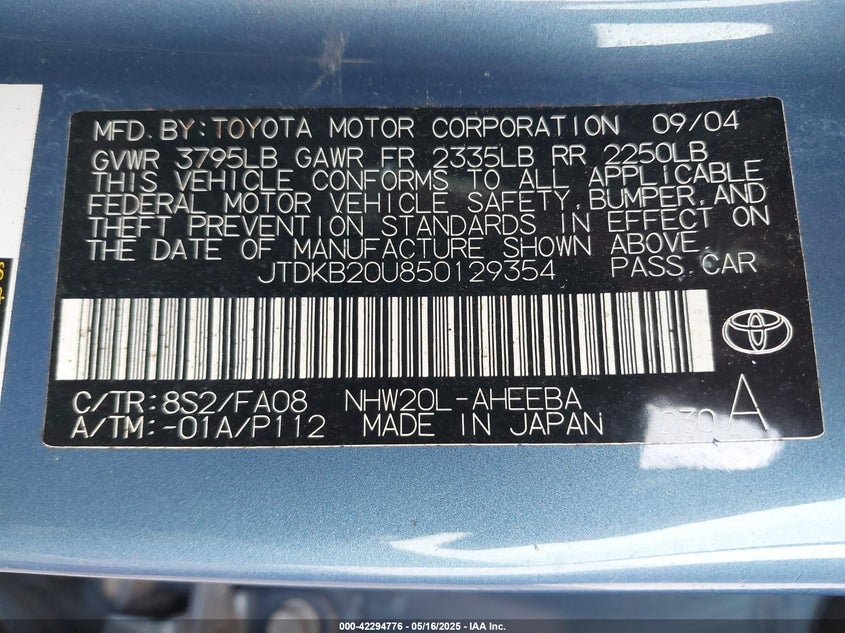 MFD.BY:TOYOTA MOTOR CORPORATION 09/04
GVWR 3795LB GAWR FR 2335LB RR 2250LB
THIS VEHICLE CONFORMS TO ALL APPLICABLE
FEDERAL MOTOR VEHICLE SAFETY,BUMPER,AND
THEFT PREVENTION STANDARDS IN EFFECT ON
THE DATE OF MANUFACTURE SHOWN ABOVE.
JTDKB20U850129354 PASS.CAR
C/TR:8S2/FA08 NHW20L-AHEEBA
A/TM:-01A/P112 MADE IN JAPAN 230 A
000-42294776 - 05/16/2025 - IAA Inc.